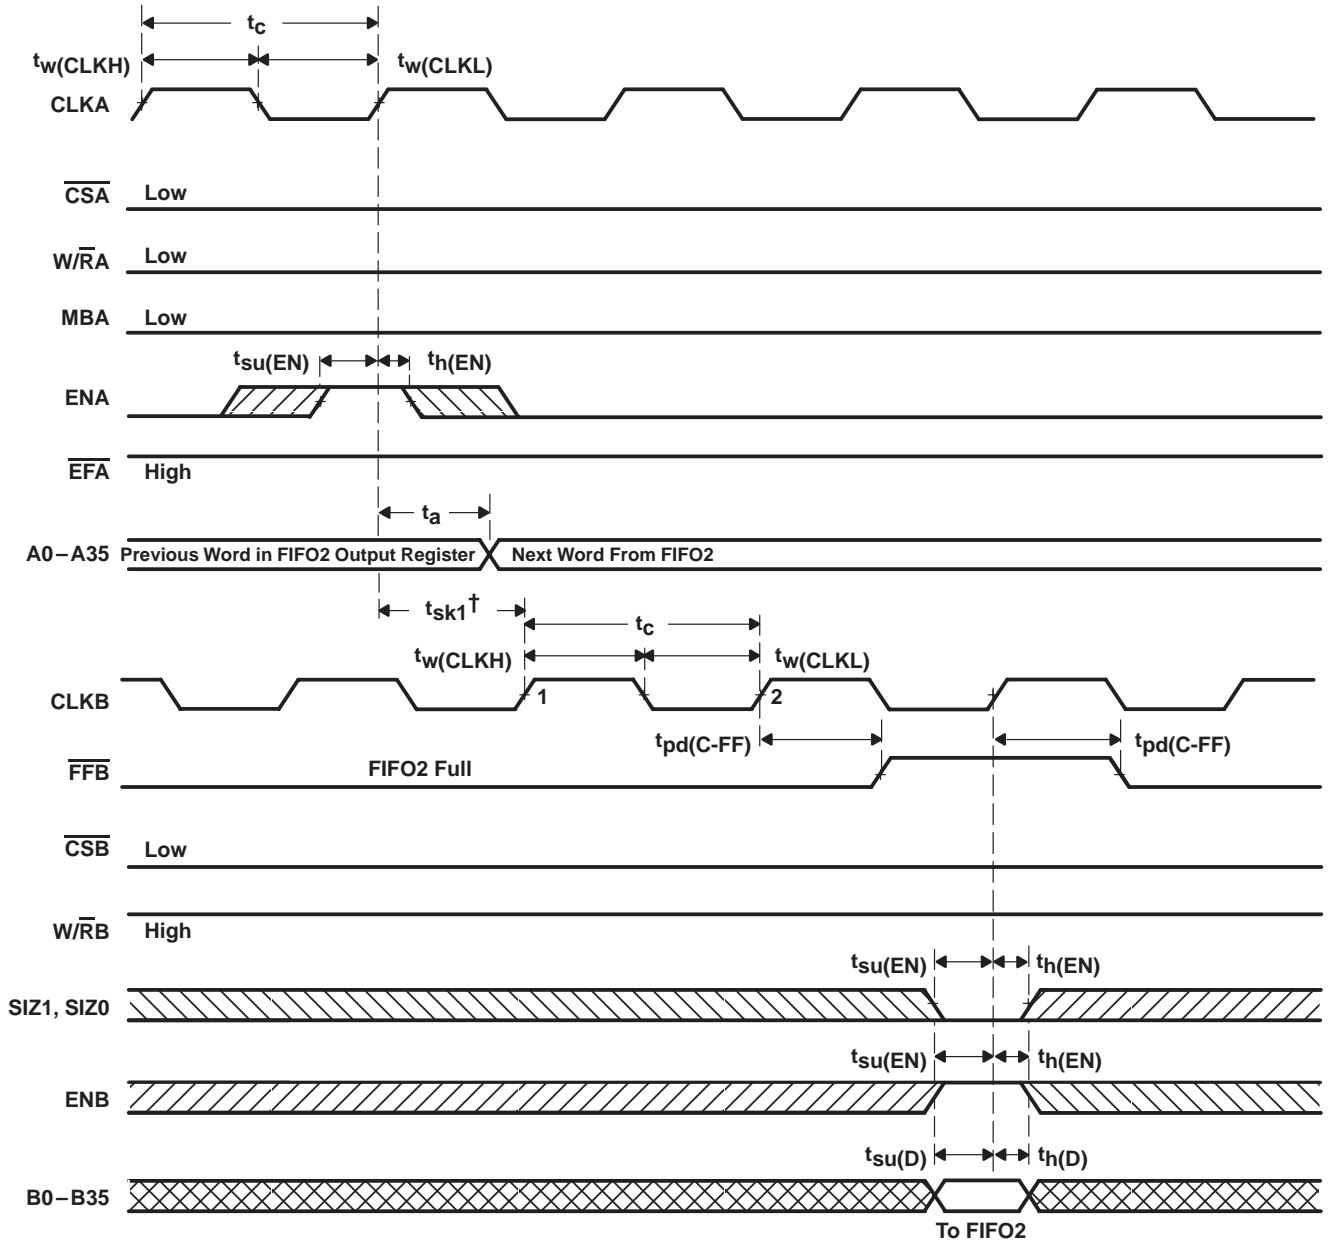 tc
tw(CLKH)
tw(CLKL)
CLKA
CSA
Low
W/RA
Low
MBA
Low
tsu(EN)
th(EN)
ENA
EFA
High
ta
A0–A35
Previous Word in FIFO2 Output Register
Next Word From FIFO2
tsk1†
tc
tw(CLKH)
tw(CLKL)
CLKB
1
2
tpd(C-FF)
tpd(C-FF)
FFB
FIFO2 Full
CSB
Low
W/RB
High
tsu(EN)
th(EN)
SIZ1, SIZ0
tsu(EN)
th(EN)
ENB
tsu(D)
th(D)
B0–B35
To FIFO2